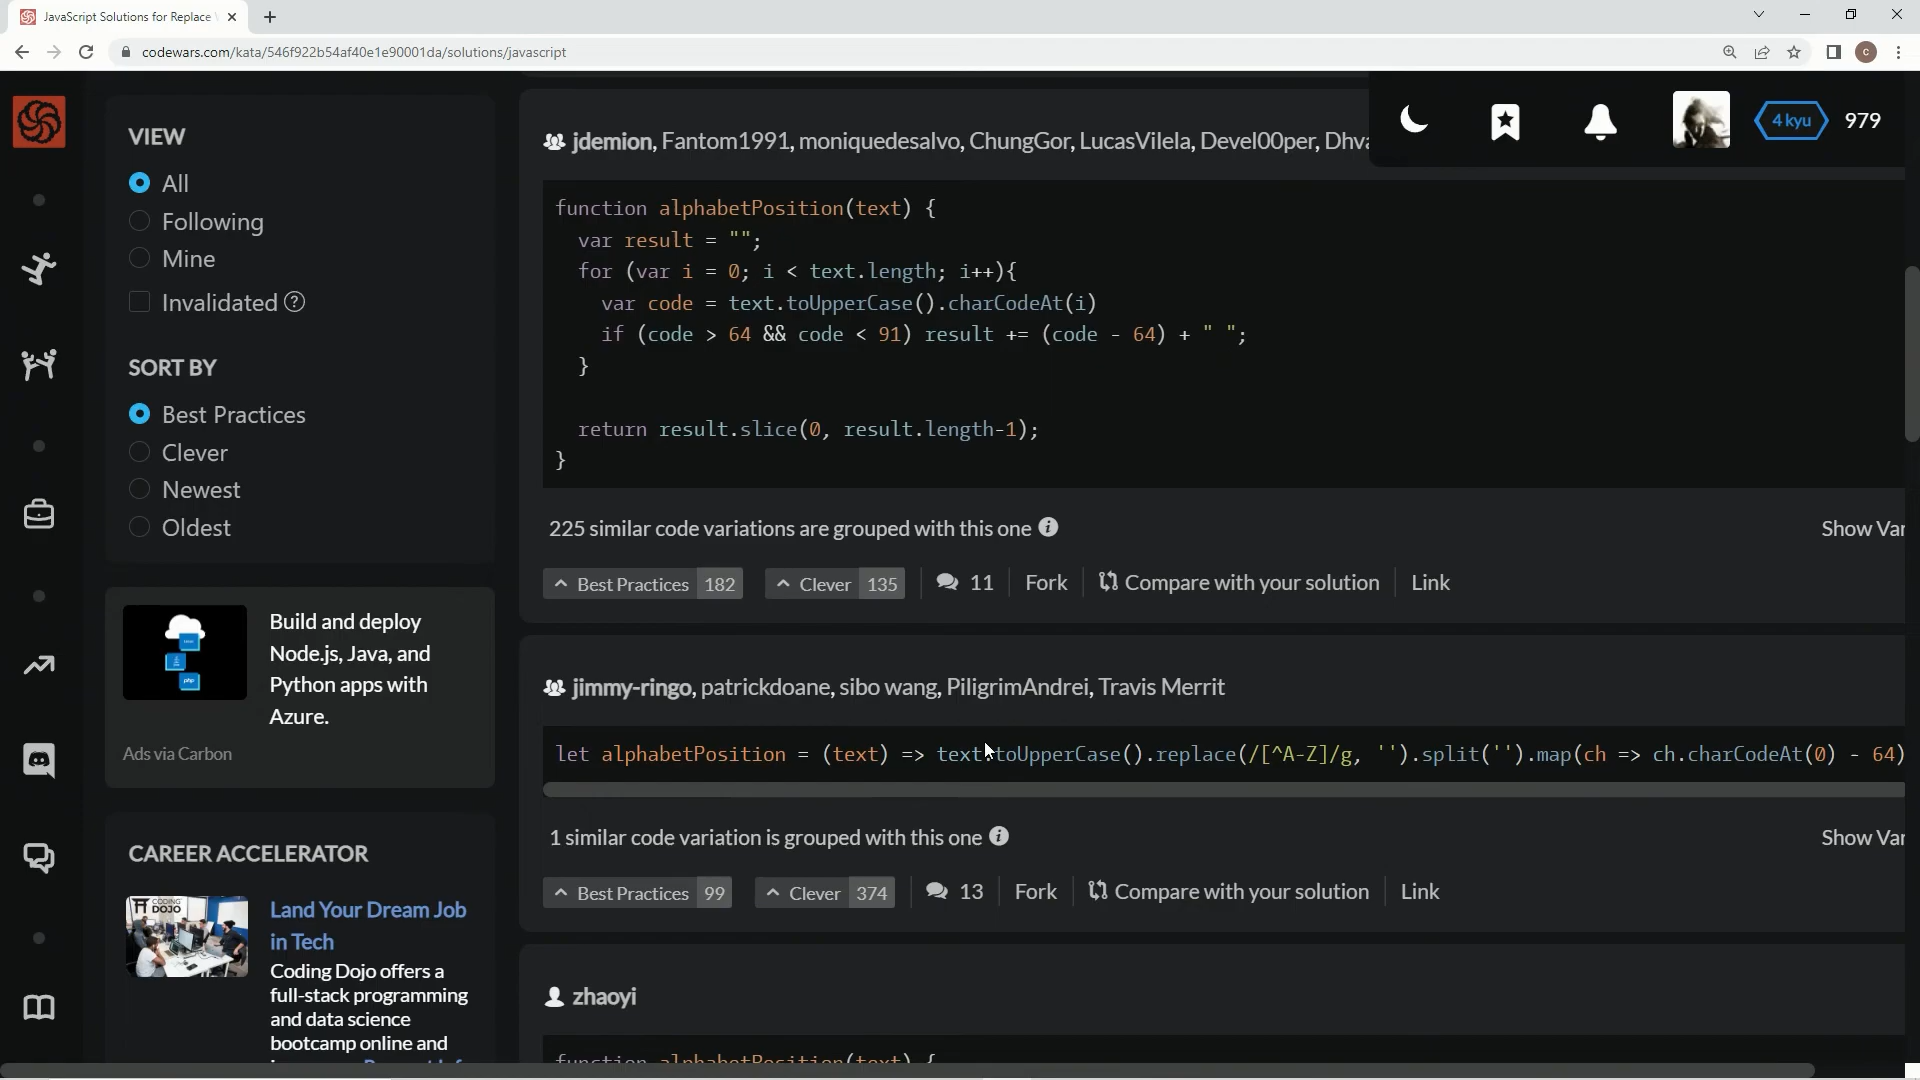 JavaScript Solutions for Replace
codewars.com/kata/546f922b54af40e1e90001da/solutions/javascript
C
4 kyu
979
VIEW
All
Following
Mine
Invalidated ?
SORT BY
Best Practices
Clever
Newest
Oldest
Build and deploy
Node.js, Java, and
Python apps with
Azure.
Ads via Carbon
php
CAREER ACCELERATOR
CODING
DOJO
Land Your Dream Job
in Tech
Coding Dojo offers a
full-stack programming
and data science
bootcamp online and
jdemion, Fantom1991, moniquedesalvo, ChungGor, LucasVilela, Devel00per, Dhva
function alphabetPosition(text) {
var result = "";
for (var i = 0; i < text.length; i++){
var code = text.toUpperCase().charCodeAt(i)
if (code > 64 && code < 91) result += (code - 64) + " ";
}
return result.slice(0, result.length-1);
}
225 similar code variations are grouped with this one i
Show Var
Best Practices 182 Clever 135 11 Fork Compare with your solution Link
jimmy-ringo, patrickdoane, sibo wang, PiligrimAndrei, Travis Merrit
let alphabetPosition = (text) => text.toUpperCase().replace(/[^A-Z]/g, '').split('').map(ch => ch.charCodeAt(0) - 64)
1 similar code variation is grouped with this one i
Show Var
Best Practices 99 Clever 374 13 Fork Compare with your solution Link
zhaoyi
function alphabetPosition(text) {